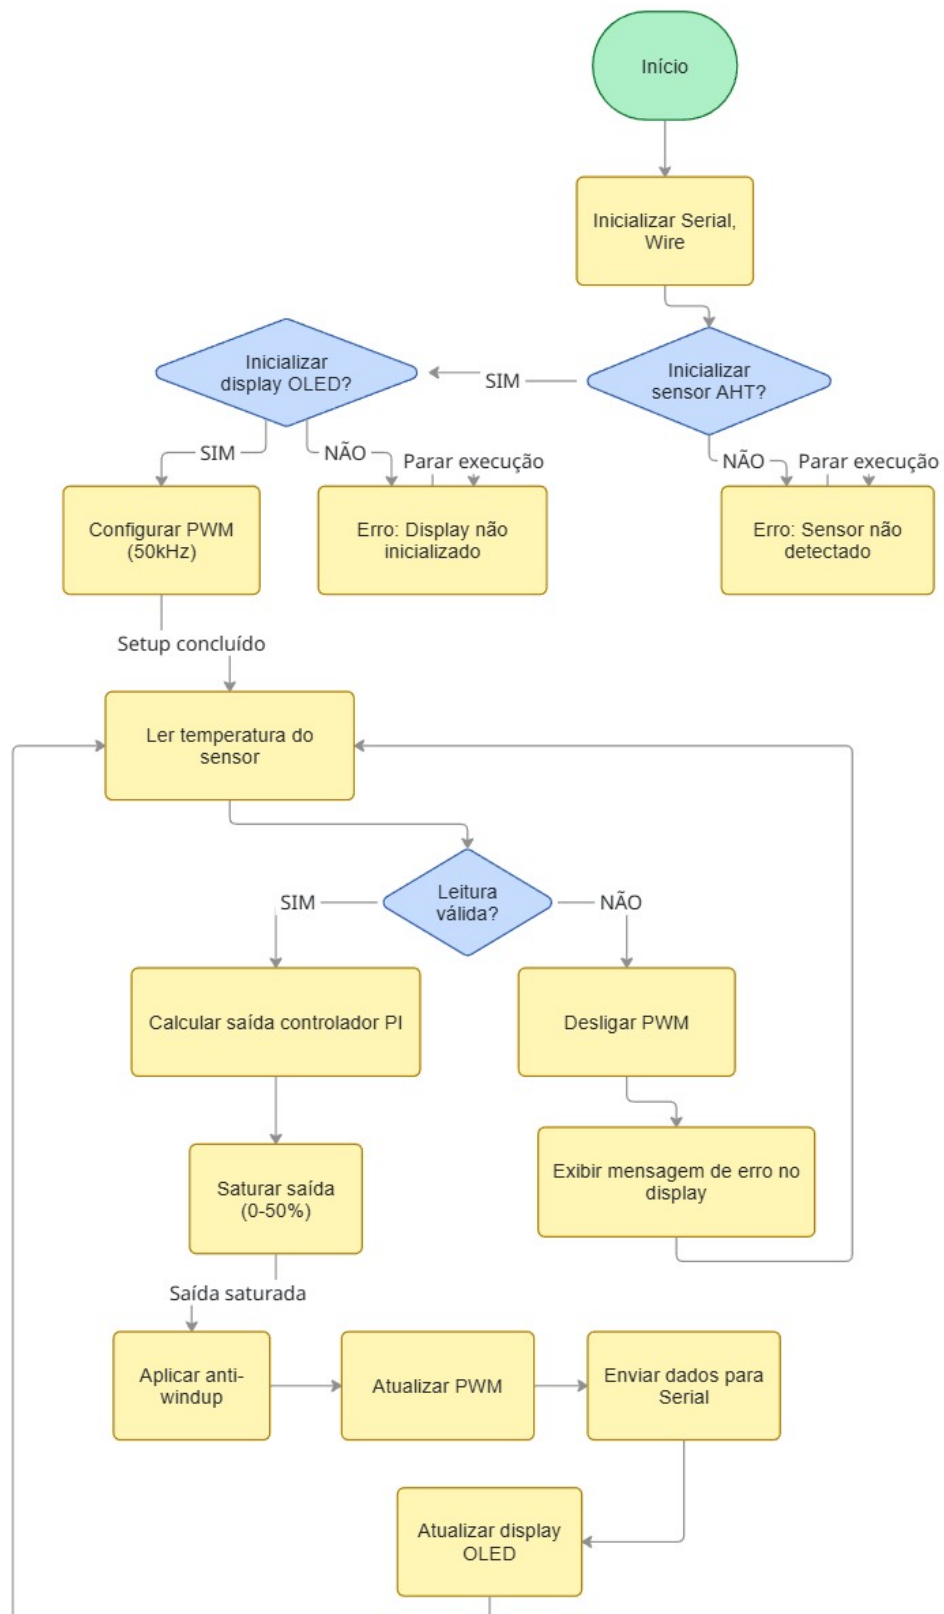 Início
Inicializar Serial,
Wire
Inicializar
sensor AHT?
SIM
Inicializar
display OLED?
NÃO
Parar execução
Erro: Sensor não
detectado
SIM
NÃO
Parar execução
Configurar PWM
(50kHz)
Erro: Display não
inicializado
Setup concluído
Ler temperatura do
sensor
Leitura
válida?
SIM
NÃO
Calcular saída controlador PI
Desligar PWM
Saturar saída
(0-50%)
Exibir mensagem de erro no
display
Saída saturada
Aplicar anti-
windup
Atualizar PWM
Enviar dados para
Serial
Atualizar display
OLED